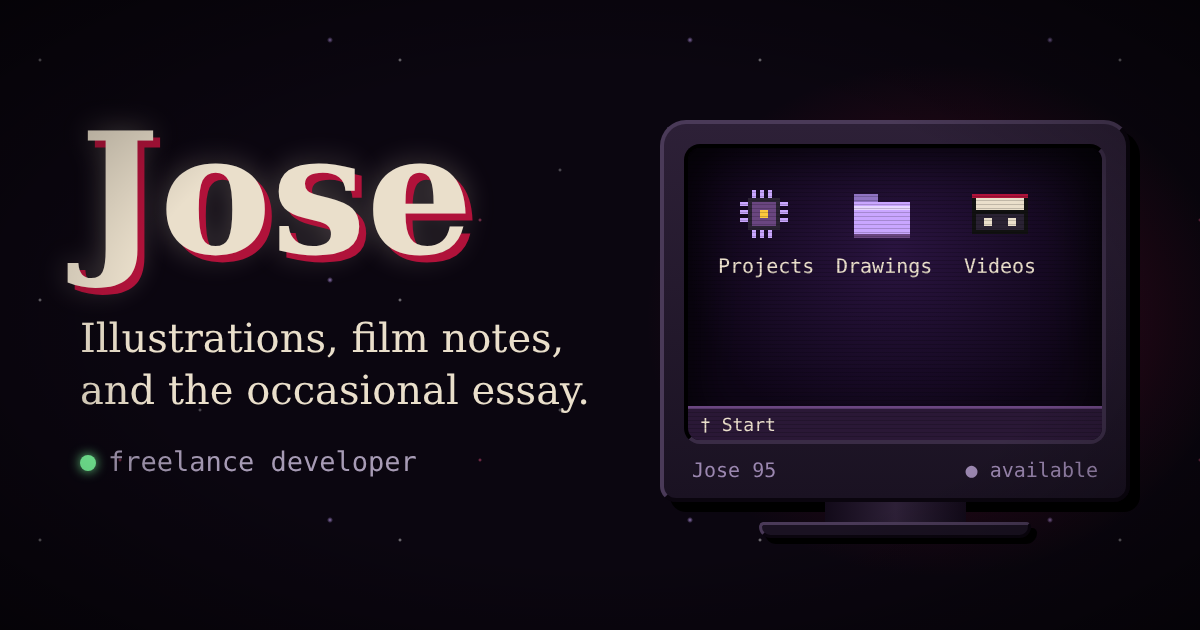 Jose
Illustrations, film notes,
and the occasional essay.
freelance developer
Projects Drawings Videos
† Start
Jose 95 ● available